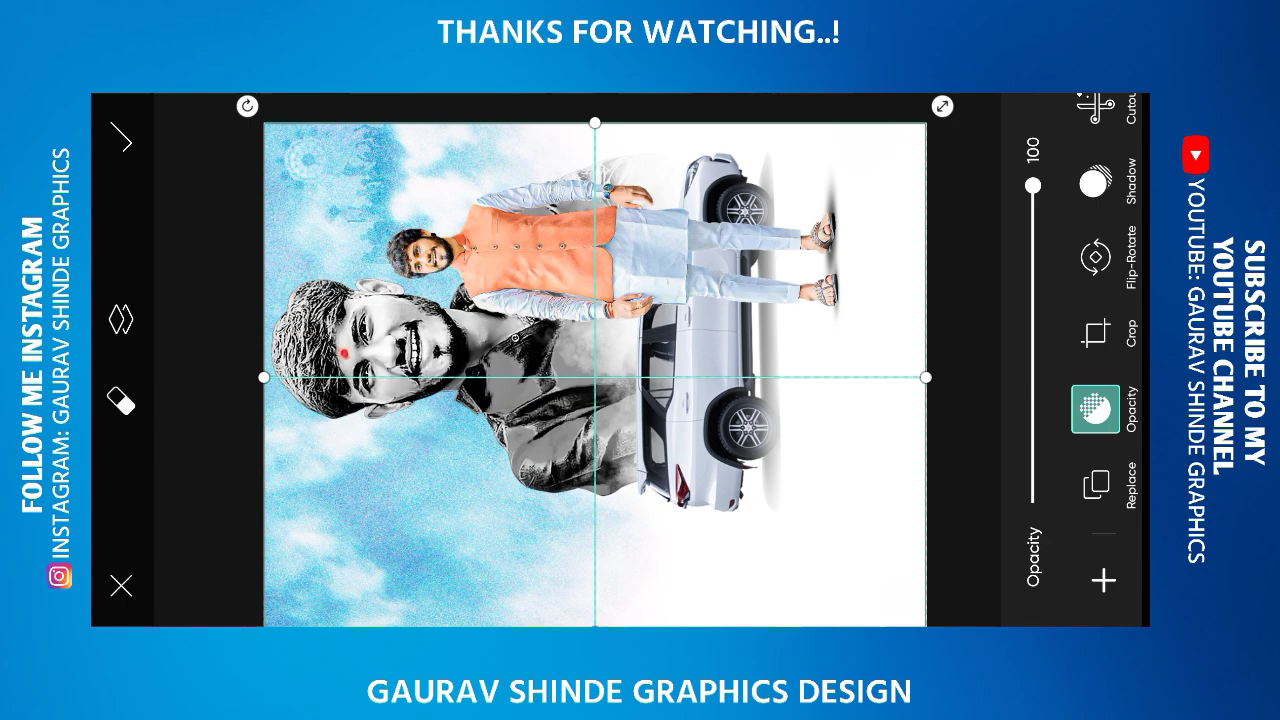 THANKS FOR WATCHING..!
FOLLOW ME INSTAGRAM
INSTAGRAM: GAURAV SHINDE GRAPHICS
100
Opacity
Shadow
Flip-Rotate
Crop
Opacity
Replace
SUBSCRIBE TO MY
YOUTUBE CHANNEL
YOUTUBE: GAURAV SHINDE GRAPHICS
GAURAV SHINDE GRAPHICS DESIGN